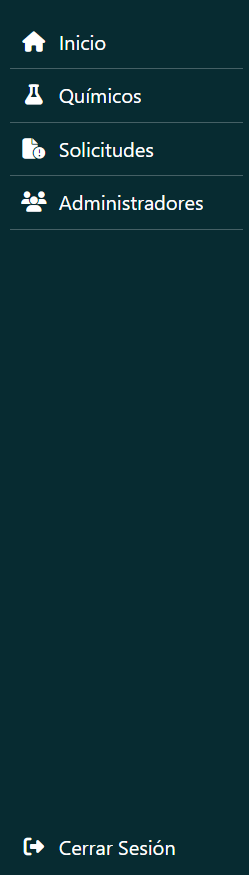 Inicio
Químicos
Solicitudes
Administradores
Cerrar Sesión